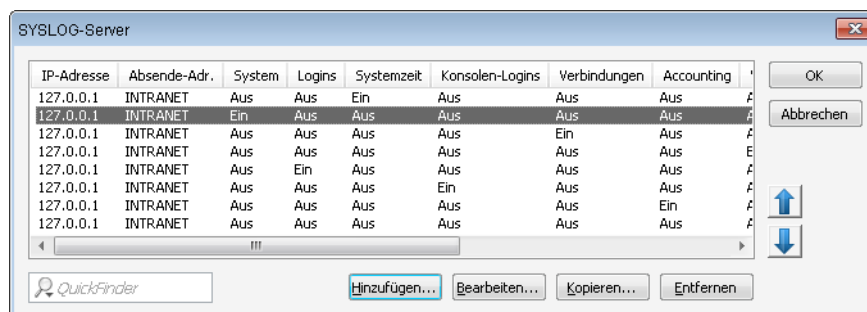 SYSLOG-Server
IP-Adresse Absende-Adr. System Logins Systemzeit Konsolen-Logins Verbindungen Accounting
127.0.0.1 INTRANET Aus Aus Ein Aus Aus Aus
127.0.0.1 INTRANET Ein Aus Aus Aus Aus Aus
127.0.0.1 INTRANET Aus Aus Aus Aus Ein Aus
127.0.0.1 INTRANET Aus Aus Aus Aus Aus Aus
127.0.0.1 INTRANET Aus Ein Aus Aus Aus Aus
127.0.0.1 INTRANET Aus Aus Aus Ein Aus Aus
127.0.0.1 INTRANET Aus Aus Aus Aus Aus Ein
127.0.0.1 INTRANET Aus Aus Aus Aus Aus Aus
OK
Abbrechen
QuickFinder
Hinzufügen... Bearbeiten... Kopieren... Entfernen